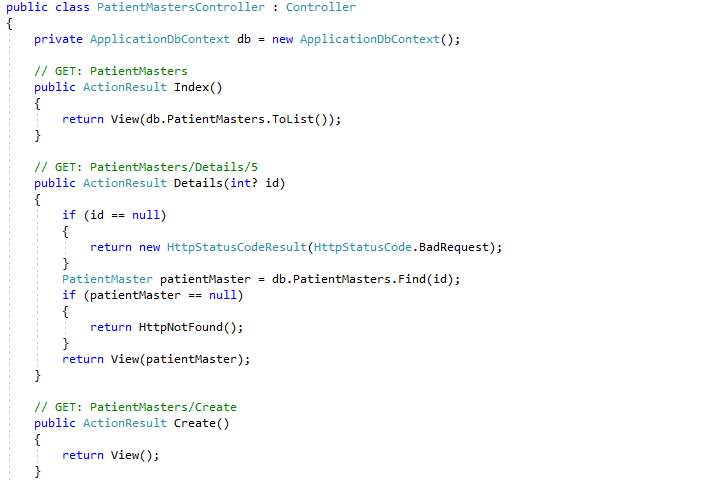 public class PatientMastersController : Controller
{
    private ApplicationDbContext db = new ApplicationDbContext();

    // GET: PatientMasters
    public ActionResult Index()
    {
        return View(db.PatientMasters.ToList());
    }

    // GET: PatientMasters/Details/5
    public ActionResult Details(int? id)
    {
        if (id == null)
        {
            return new HttpStatusCodeResult(HttpStatusCode.BadRequest);
        }
        PatientMaster patientMaster = db.PatientMasters.Find(id);
        if (patientMaster == null)
        {
            return HttpNotFound();
        }
        return View(patientMaster);
    }

    // GET: PatientMasters/Create
    public ActionResult Create()
    {
        return View();
    }